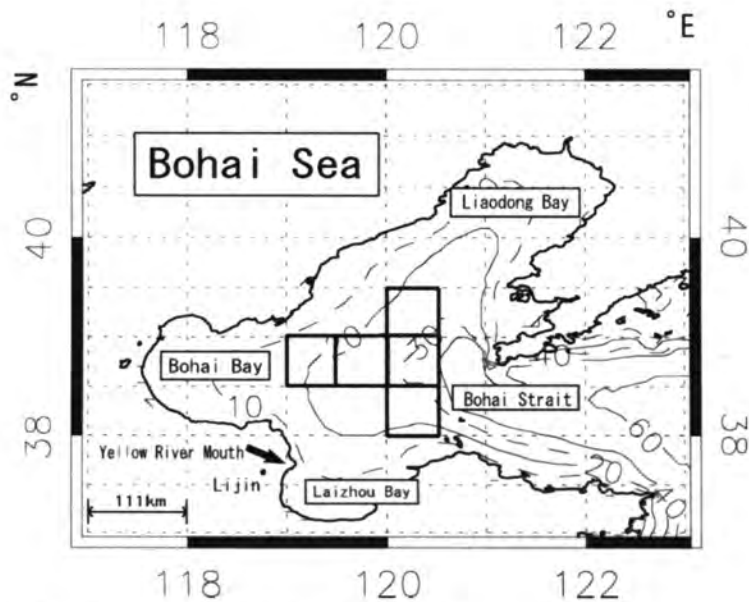 118 120 122 °E
°N
Bohai Sea
Liaodong Bay
40 40
Bohai Bay
Bohai Strait
10
60
38 38
Yellow River Mouth
Lijin
Laizhou Bay
111km
118 120 122